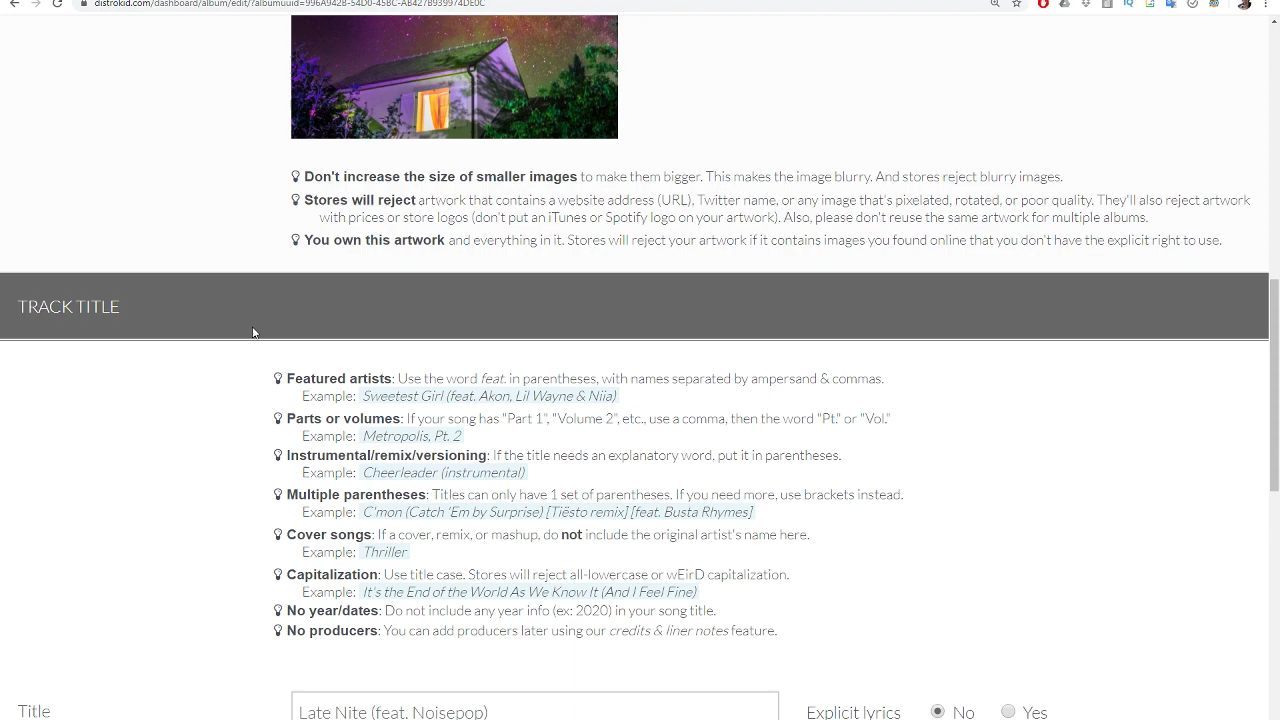 distrokid.com/dashboard/album/edit/?albumuuid=996A942B-54D0-45BC-AB427B939974DE0C
Don't increase the size of smaller images to make them bigger. This makes the image blurry. And stores reject blurry images.
Stores will reject artwork that contains a website address (URL), Twitter name, or any image that's pixelated, rotated, or poor quality. They'll also reject artwork
with prices or store logos (don't put an iTunes or Spotify logo on your artwork). Also, please don't reuse the same artwork for multiple albums.
You own this artwork and everything in it. Stores will reject your artwork if it contains images you found online that you don't have the explicit right to use.
TRACK TITLE
Featured artists: Use the word feat. in parentheses, with names separated by ampersand & commas.
Example: Sweetest Girl (feat. Akon, Lil Wayne & Niia)
Parts or volumes: If your song has "Part 1", "Volume 2", etc., use a comma, then the word "Pt." or "Vol."
Example: Metropolis, Pt. 2
Instrumental/remix/versioning: If the title needs an explanatory word, put it in parentheses.
Example: Cheerleader (instrumental)
Multiple parentheses: Titles can only have 1 set of parentheses. If you need more, use brackets instead.
Example: C'mon (Catch 'Em by Surprise) [Tiësto remix] [feat. Busta Rhymes]
Cover songs: If a cover, remix, or mashup, do not include the original artist's name here.
Example: Thriller
Capitalization: Use title case. Stores will reject all-lowercase or wEirD capitalization.
Example: It's the End of the World As We Know It (And I Feel Fine)
No year/dates: Do not include any year info (ex: 2020) in your song title.
No producers: You can add producers later using our credits & liner notes feature.
Title Late Nite (feat. Noisepop) Explicit lyrics No Yes